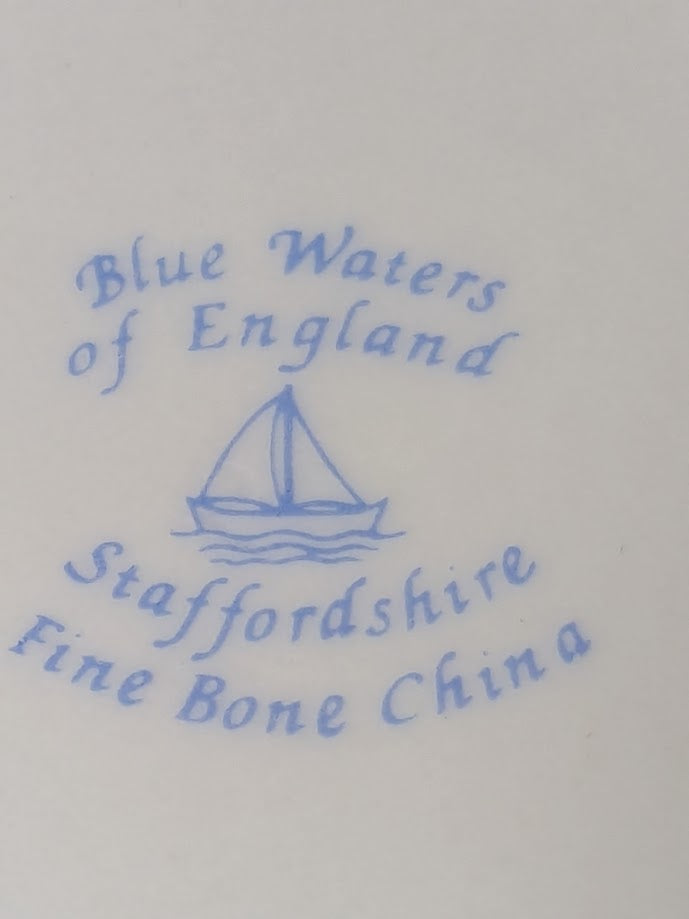 Blue Waters
of England
Staffordshire
Fine Bone China